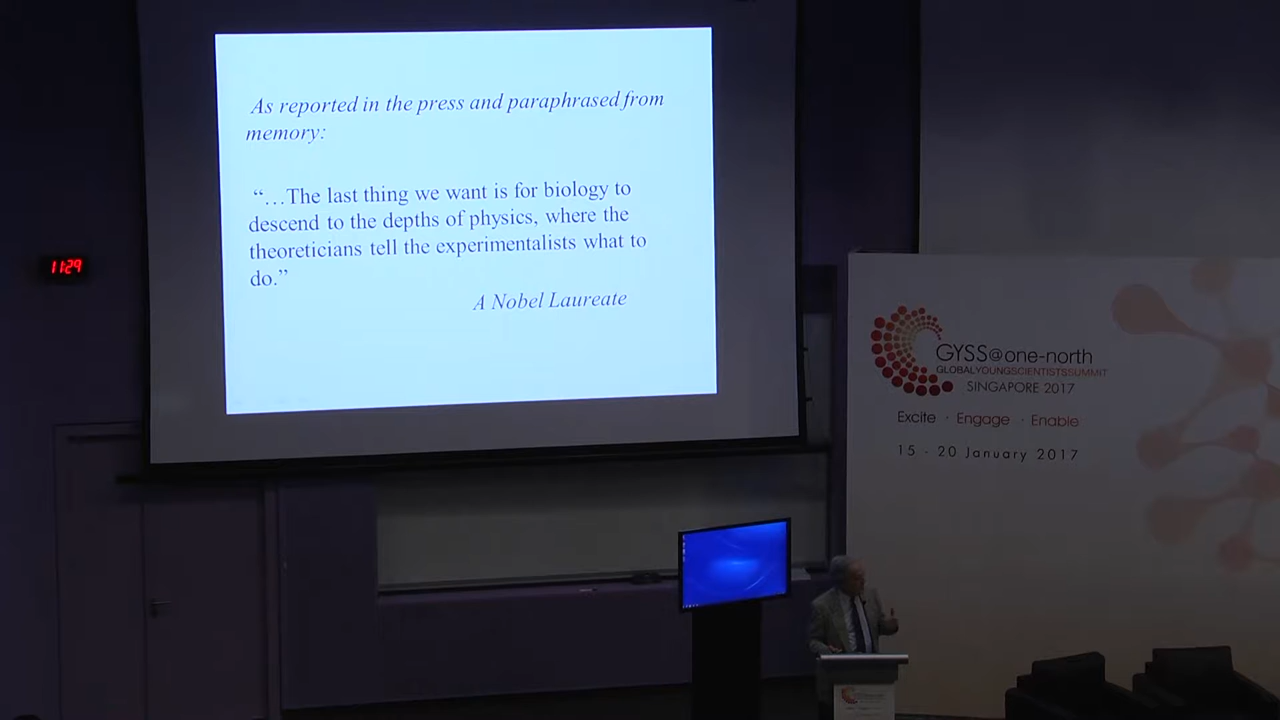 As reported in the press and paraphrased from
memory:
“…The last thing we want is for biology to
descend to the depths of physics, where the
theoreticians tell the experimentalists what to
do.”
A Nobel Laureate
11:29
GYSS@one-north
GLOBALYOUNGSCIENTISTSSUMMIT
SINGAPORE 2017
Excite · Engage · Enable
15 - 20 January 2017